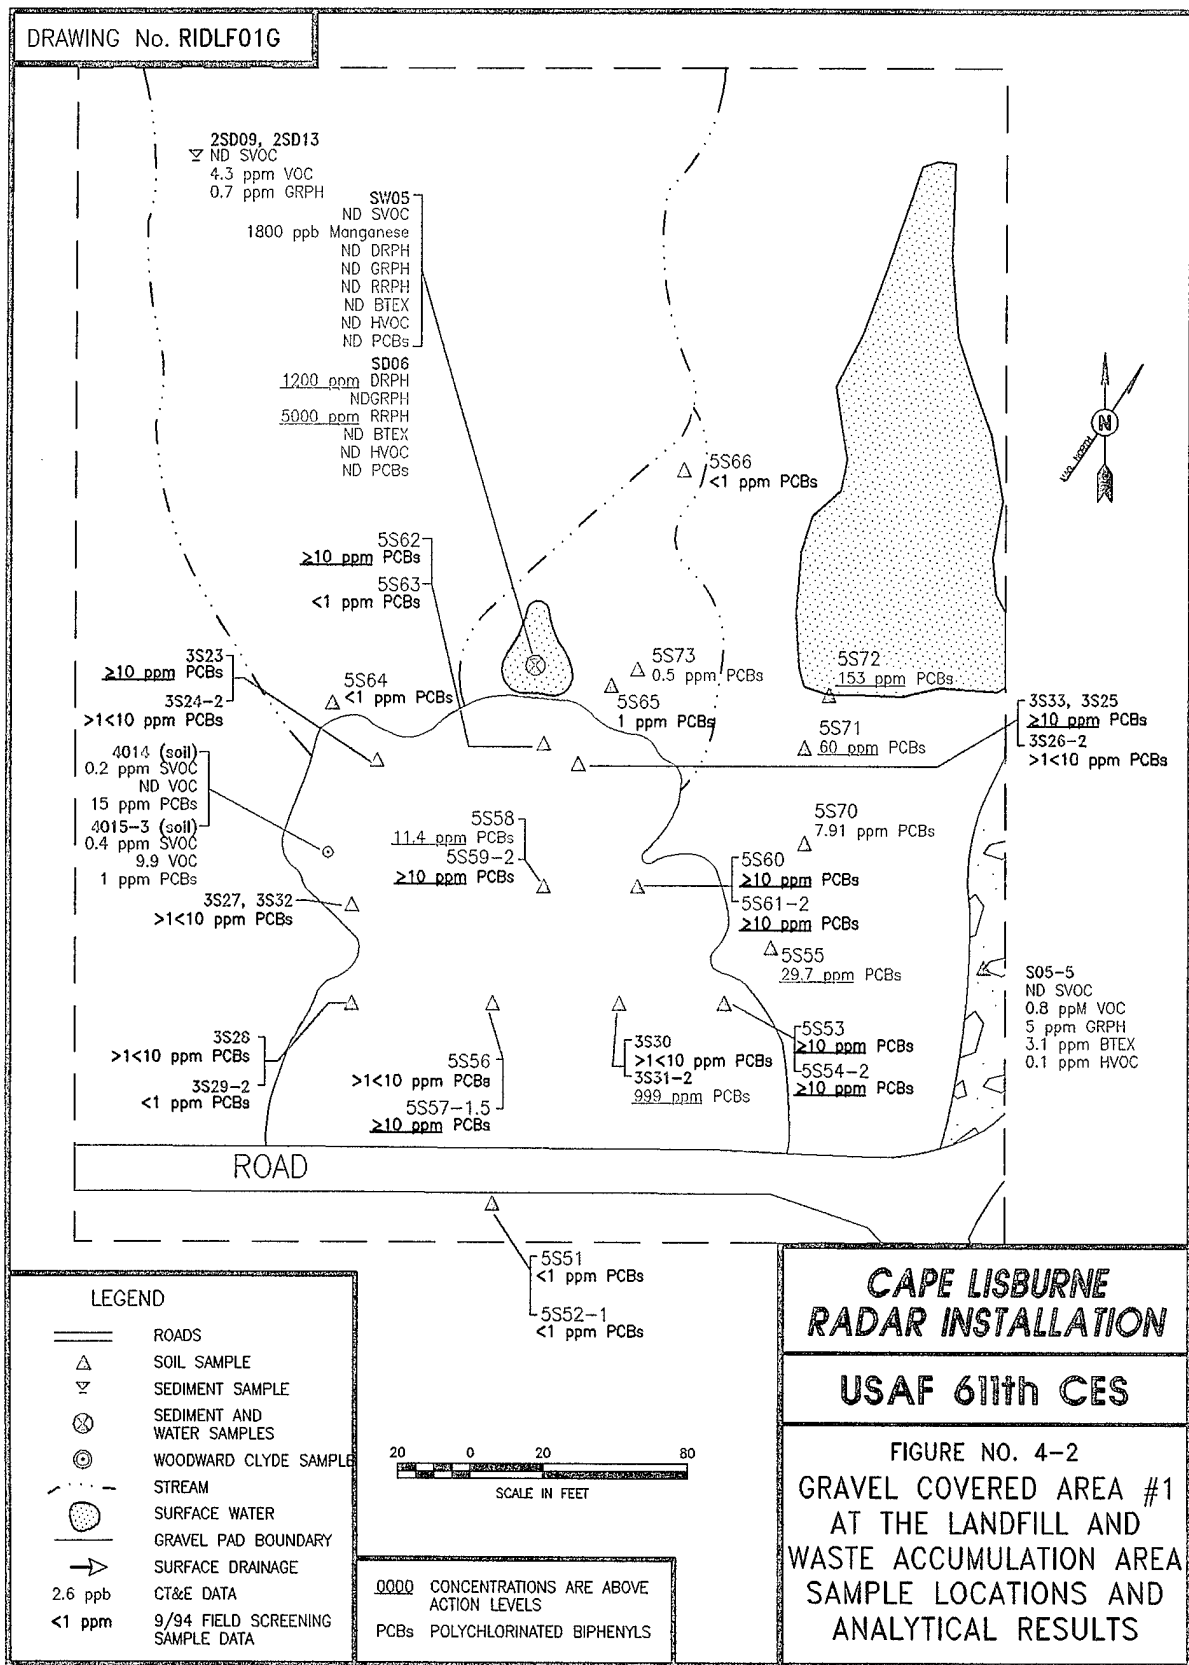 DRAWING No. RIDLF01G
2SD09, 2SD13
ND SVOC
4.3 ppm VOC
0.7 ppm GRPH
SW05
ND SVOC
1800 ppb Manganese
ND DRPH
ND GRPH
ND RRPH
ND BTEX
ND HVOC
ND PCBs
SD06
1200 ppm DRPH
NDGRPH
5000 ppm RRPH
ND BTEX
ND HVOC
ND PCBs
N
5S66
<1 ppm PCBs
5S62
≥10 ppm PCBs
5S63
<1 ppm PCBs
3S23
≥10 ppm PCBs
3S24-2
>1<10 ppm PCBs
5S64
<1 ppm PCBs
5S73
0.5 ppm PCBs
5S65
1 ppm PCBs
5S72
153 ppm PCBs
5S71
60 ppm PCBs
3S33, 3S25
≥10 ppm PCBs
3S26-2
>1<10 ppm PCBs
4014 (soil)
0.2 ppm SVOC
ND VOC
15 ppm PCBs
4015-3 (soil)
0.4 ppm SVOC
9.9 VOC
1 ppm PCBs
5S58
11.4 ppm PCBs
5S59-2
≥10 ppm PCBs
5S70
7.91 ppm PCBs
5S60
≥10 ppm PCBs
5S61-2
≥10 ppm PCBs
3S27, 3S32
>1<10 ppm PCBs
5S55
29.7 ppm PCBs
S05-5
ND SVOC
0.8 ppM VOC
5 ppm GRPH
3.1 ppm BTEX
0.1 ppm HVOC
3S28
>1<10 ppm PCBs
3S29-2
<1 ppm PCBs
5S56
>1<10 ppm PCBs
5S57-1.5
≥10 ppm PCBs
3S30
>1<10 ppm PCBs
3S31-2
999 ppm PCBs
5S53
≥10 ppm PCBs
5S54-2
≥10 ppm PCBs
ROAD
5S51
<1 ppm PCBs
5S52-1
<1 ppm PCBs
LEGEND
ROADS
SOIL SAMPLE
SEDIMENT SAMPLE
SEDIMENT AND
WATER SAMPLES
WOODWARD CLYDE SAMPLE
STREAM
SURFACE WATER
GRAVEL PAD BOUNDARY
SURFACE DRAINAGE
2.6 ppb CT&E DATA
<1 ppm 9/94 FIELD SCREENING
SAMPLE DATA
20 0 20 80
SCALE IN FEET
0000 CONCENTRATIONS ARE ABOVE
ACTION LEVELS
PCBs POLYCHLORINATED BIPHENYLS
CAPE LISBURNE
RADAR INSTALLATION
USAF 611th CES
FIGURE NO. 4-2
GRAVEL COVERED AREA #1
AT THE LANDFILL AND
WASTE ACCUMULATION AREA
SAMPLE LOCATIONS AND
ANALYTICAL RESULTS